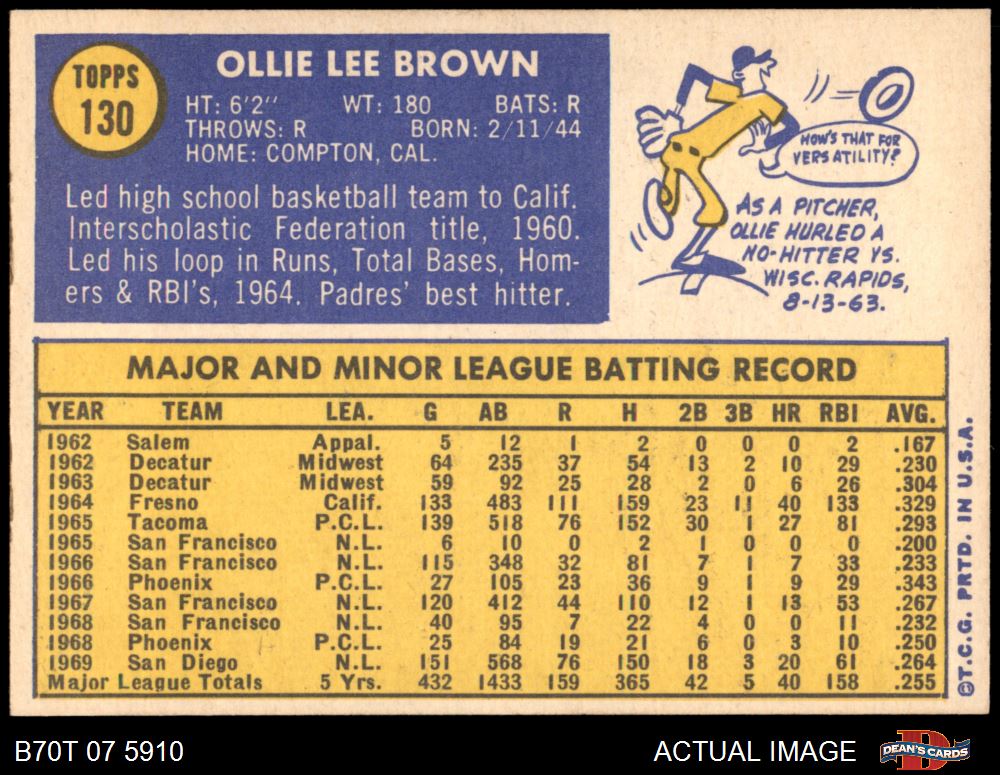 TOPPS
130
OLLIE LEE BROWN
HT: 6'2" WT: 180 BATS: R
THROWS: R BORN: 2/11/44
HOME: COMPTON, CAL.
Led high school basketball team to Calif.
Interscholastic Federation title, 1960.
Led his loop in Runs, Total Bases, Hom-
ers & RBI's, 1964. Padres' best hitter.
HOW'S THAT FOR
VERSATILITY?
AS A PITCHER,
OLLIE HURLED A
NO-HITTER VS.
WISC. RAPIDS,
8-13-63.
MAJOR AND MINOR LEAGUE BATTING RECORD
YEAR TEAM LEA. G AB R H 2B 3B HR RBI AVG.
1962 Salem Appal. 5 12 1 2 0 0 0 2 .167
1962 Decatur Midwest 64 235 37 54 13 2 10 29 .230
1963 Decatur Midwest 59 92 25 28 2 0 6 26 .304
1964 Fresno Calif. 133 483 111 159 23 11 40 133 .329
1965 Tacoma P.C.L. 139 518 76 152 30 1 27 81 .293
1965 San Francisco N.L. 6 10 0 2 1 0 0 0 .200
1966 San Francisco N.L. 115 348 32 81 7 1 7 33 .233
1966 Phoenix P.C.L. 27 105 23 36 9 1 9 29 .343
1967 San Francisco N.L. 120 412 44 110 12 1 13 53 .267
1968 San Francisco N.L. 40 95 7 22 4 0 0 11 .232
1968 Phoenix P.C.L. 25 84 19 21 6 0 3 10 .250
1969 San Diego N.L. 151 568 76 150 18 3 20 61 .264
Major League Totals 5 Yrs. 432 1433 159 365 42 5 40 158 .255
©T.C.G. PRTD. IN U.S.A.
B70T 07 5910
ACTUAL IMAGE
DEAN'S CARDS